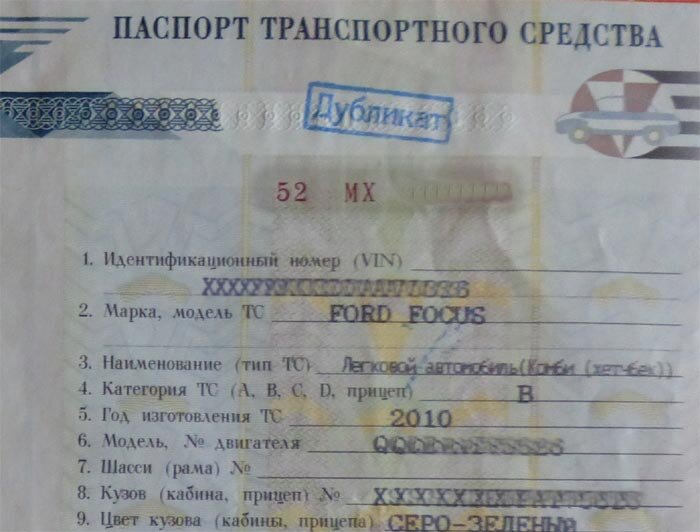 ПАСПОРТ ТРАНСПОРТНОГО СРЕДСТВА
Дубликат
52 МХ
1. Идентификационный номер (VIN)
2. Марка, модель ТС FORD FOCUS
3. Наименование (тип ТС) Легковой автомобиль(Комби (хетчбек))
4. Категория ТС (A, B, C, D, прицеп) B
5. Год изготовления ТС 2010
6. Модель, № двигателя
7. Шасси (рама) №
8. Кузов (кабина, прицеп) №
9. Цвет кузова (кабины, прицепа) СЕРО-ЗЕЛЕНЫЙ